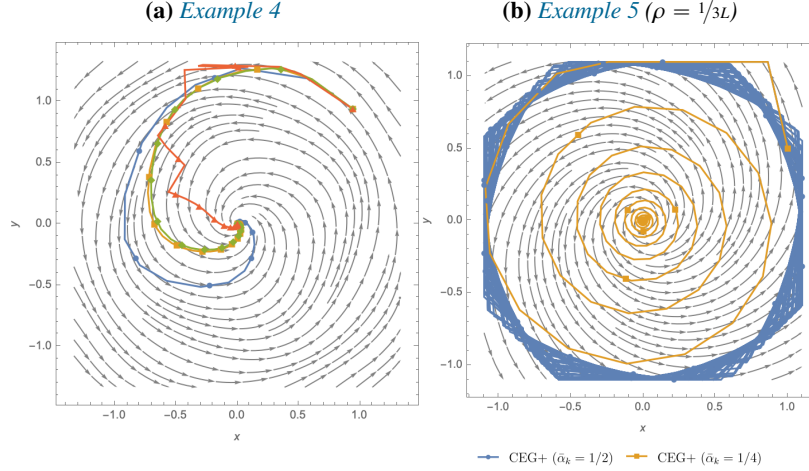 (a) Example 4
1.0
0.5
0.0
-0.5
-1.0
y
-1.0 -0.5 0.0 0.5 1.0
x
(b) Example 5 (ρ = 1/3L)
1.0
0.5
0.0
-0.5
-1.0
y
-1.0 -0.5 0.0 0.5 1.0
x
CEG+ (ᾱₖ = 1/2) CEG+ (ᾱₖ = 1/4)